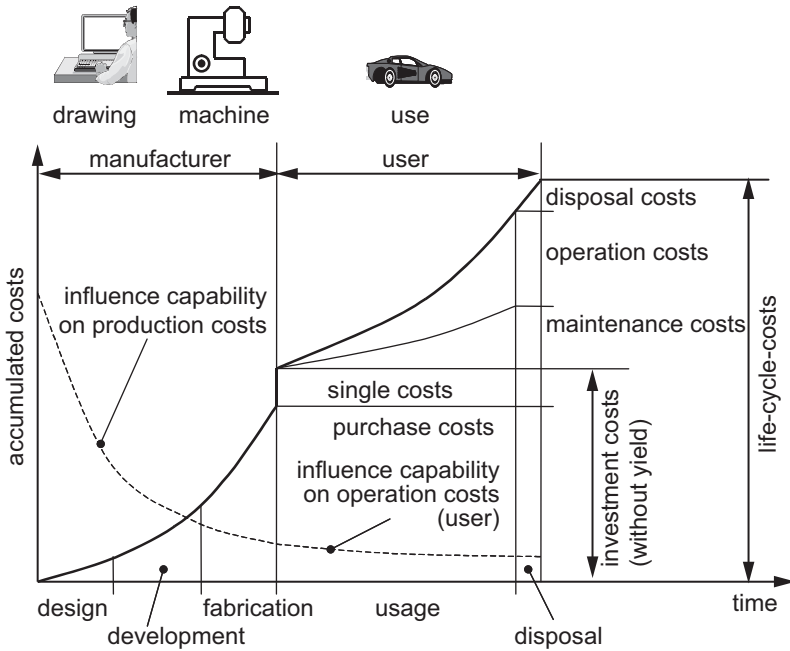 drawing machine use
manufacturer user
accumulated costs
influence capability
on production costs
disposal costs
operation costs
maintenance costs
single costs
purchase costs
influence capability
on operation costs
(user)
investment costs
(without yield)
life-cycle-costs
design fabrication usage time
development disposal